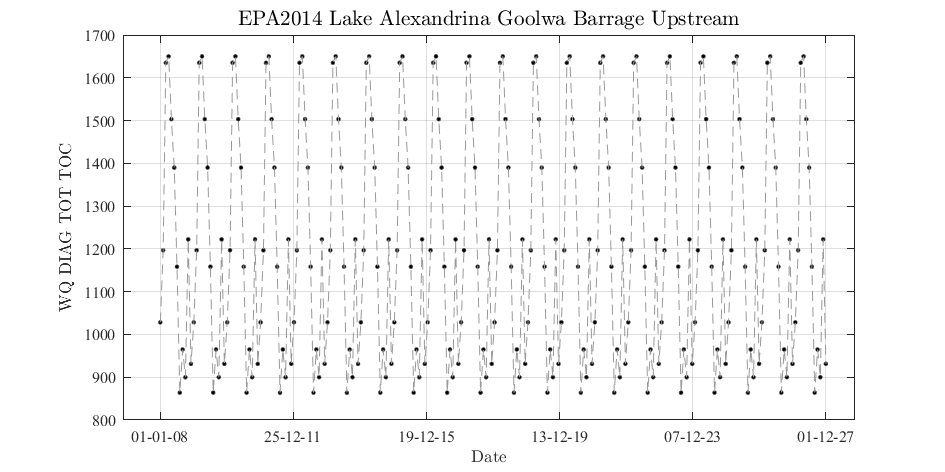 EPA2014 Lake Alexandrina Goolwa Barrage Upstream
1700
1600
1500
1400
1300
1200
1100
1000
900
800
WQ DIAG TOT TOC
01-01-08 25-12-11 19-12-15 13-12-19 07-12-23 01-12-27
Date